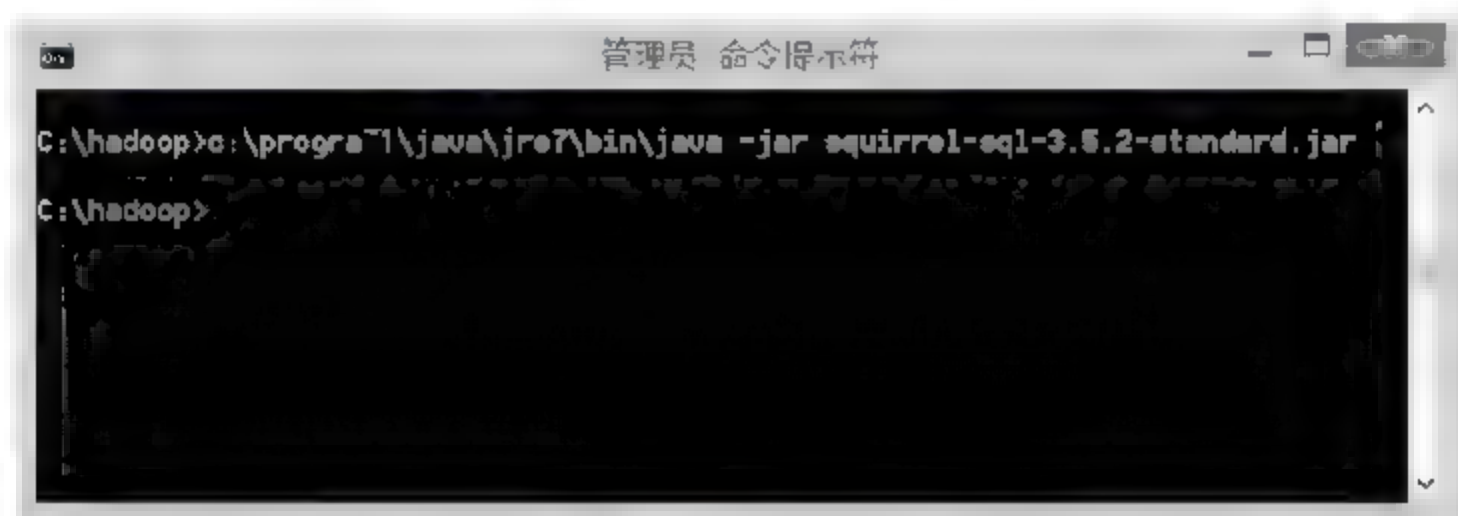 管理员 命令提示符
C:\hadoop>c:\progra~1\java\jre7\bin\java -jar squirrel-sql-3.5.2-standard.jar
C:\hadoop>